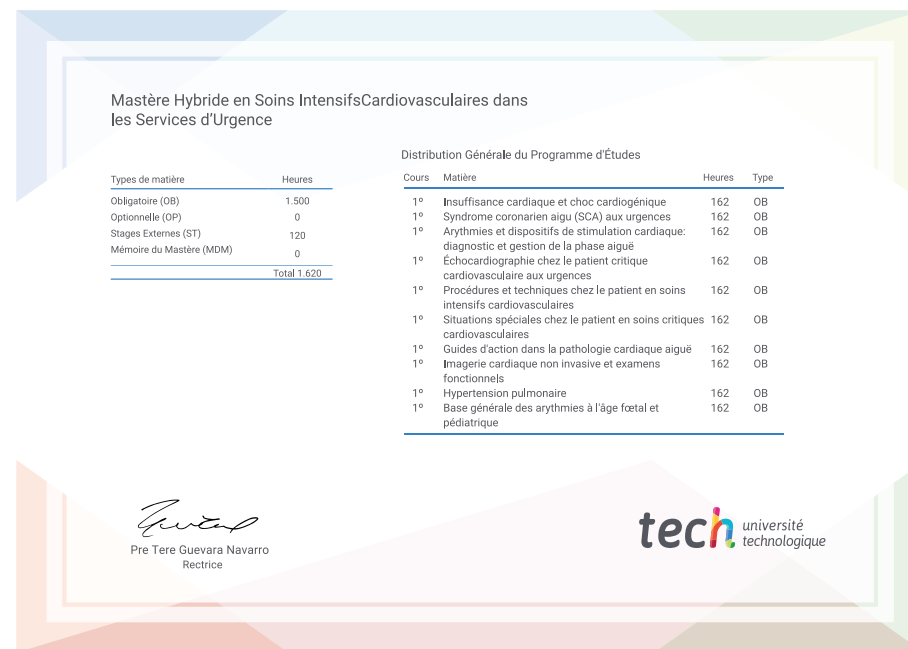 Mastère Hybride en Soins IntensifsCardiovasculaires dans
les Services d'Urgence
Types de matière Heures
Obligatoire (OB) 1.500
Optionnelle (OP) 0
Stages Externes (ST) 120
Mémoire du Mastère (MDM) 0
Total 1.620
Distribution Générale du Programme d'Études
Cours Matière Heures Type
1º Insuffisance cardiaque et choc cardiogénique 162 OB
1º Syndrome coronarien aigu (SCA) aux urgences 162 OB
1º Arythmies et dispositifs de stimulation cardiaque: 162 OB
diagnostic et gestion de la phase aiguë
1º Échocardiographie chez le patient critique 162 OB
cardiovasculaire aux urgences
1º Procédures et techniques chez le patient en soins 162 OB
intensifs cardiovasculaires
1º Situations spéciales chez le patient en soins critiques 162 OB
cardiovasculaires
1º Guides d'action dans la pathologie cardiaque aiguë 162 OB
1º Imagerie cardiaque non invasive et examens 162 OB
fonctionnels
1º Hypertension pulmonaire 162 OB
1º Base générale des arythmies à l'âge fœtal et 162 OB
pédiatrique
Pre Tere Guevara Navarro
Rectrice
tech université
technologique